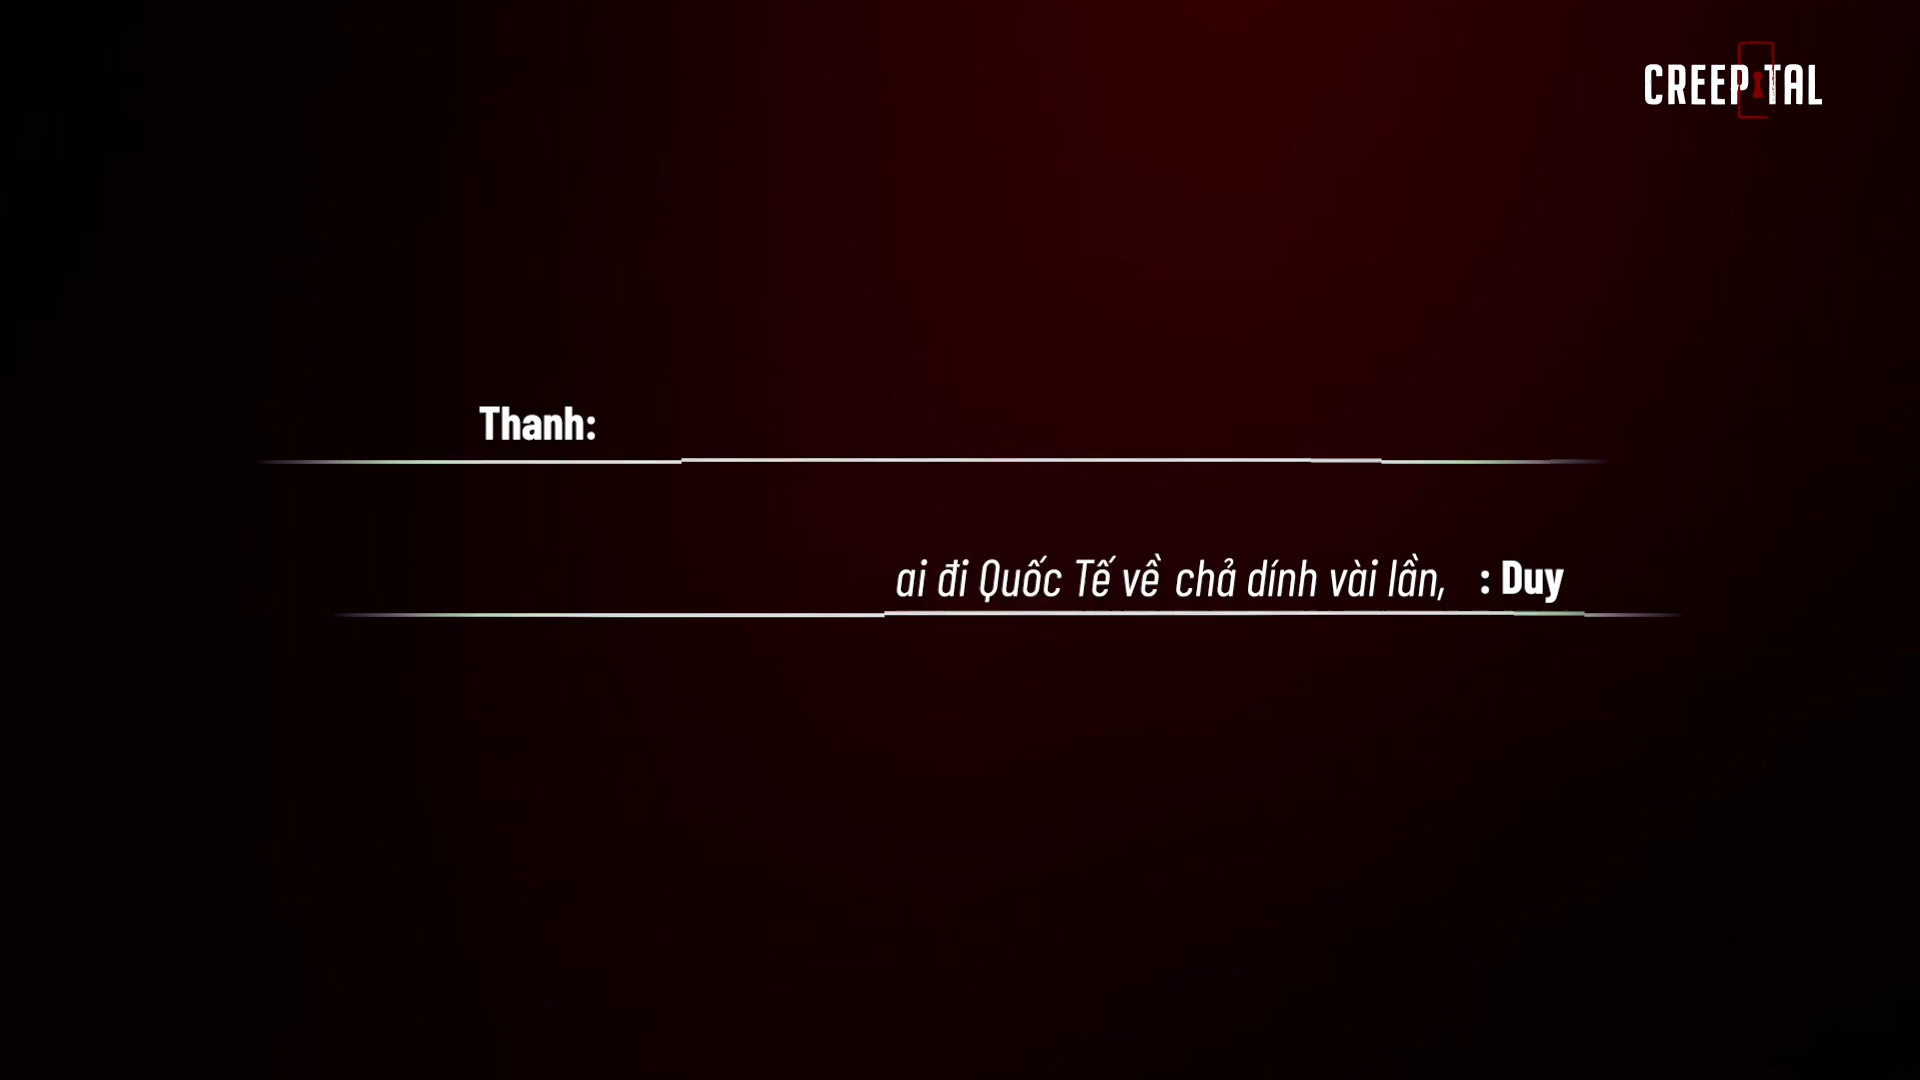 CREEPITAL
Thanh:
ai đi Quốc Tế về chả dính vài lần, : Duy